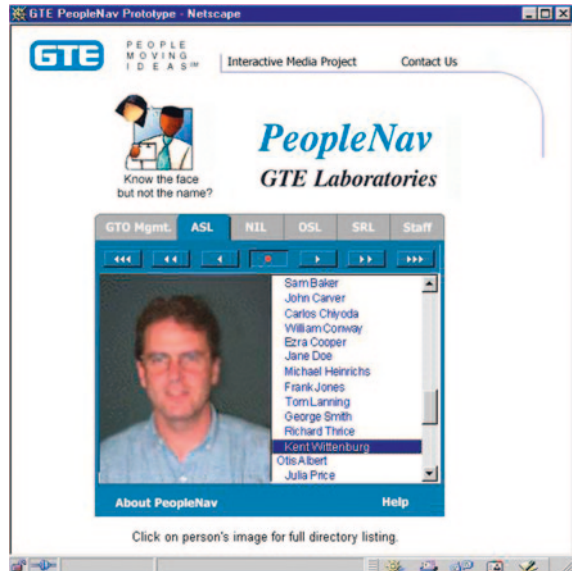 GTE PeopleNav Prototype - Netscape
GTE
PEOPLE
MOVING
IDEAS℠
Interactive Media Project Contact Us
Know the face
but not the name?
PeopleNav
GTE Laboratories
GTO Mgmt. ASL NIL OSL SRL Staff
Sam Baker
John Carver
Carlos Chiyoda
William Conway
Ezra Cooper
Jane Doe
Michael Heinrichs
Frank Jones
Tom Lanning
George Smith
Richard Thrice
Kent Wittenburg
Otis Albert
Julia Price
About PeopleNav Help
Click on person's image for full directory listing.